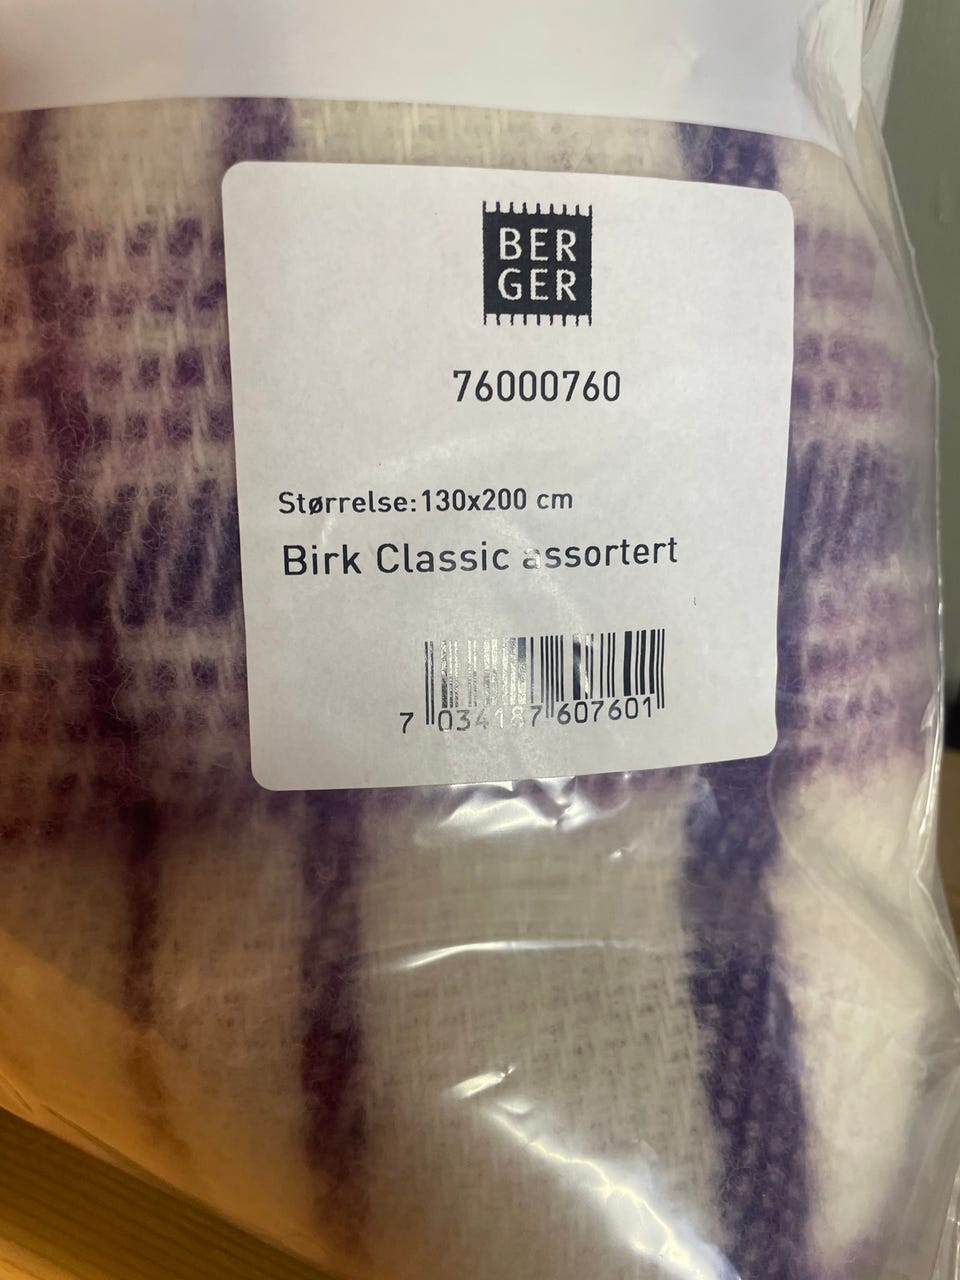 BER
GER
76000760
Størrelse:130x200 cm
Birk Classic assortert
7 034187 607601